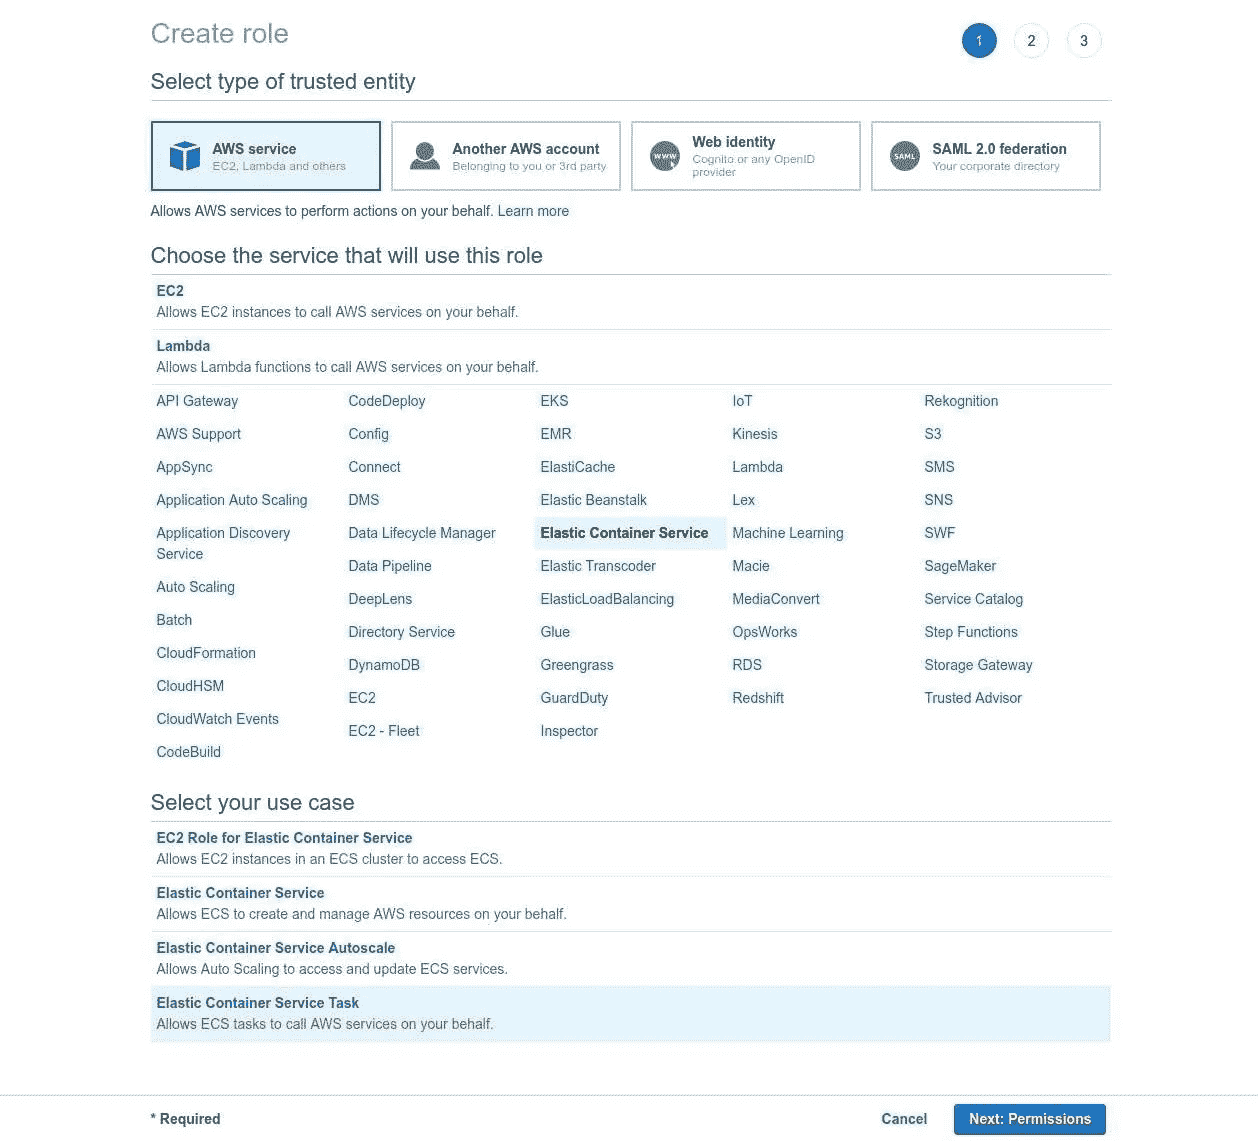 Create role
1 2 3
Select type of trusted entity
AWS service
EC2, Lambda and others
Another AWS account
Belonging to you or 3rd party
WWW
Web identity
Cognito or any OpenID
provider
SAML
SAML 2.0 federation
Your corporate directory
Allows AWS services to perform actions on your behalf. Learn more
Choose the service that will use this role
EC2
Allows EC2 instances to call AWS services on your behalf.
Lambda
Allows Lambda functions to call AWS services on your behalf.
API Gateway
AWS Support
AppSync
Application Auto Scaling
Application Discovery
Service
Auto Scaling
Batch
CloudFormation
CloudHSM
CloudWatch Events
CodeBuild
CodeDeploy
Config
Connect
DMS
Data Lifecycle Manager
Data Pipeline
DeepLens
Directory Service
DynamoDB
EC2
EC2 - Fleet
EKS
EMR
ElastiCache
Elastic Beanstalk
Elastic Container Service
Elastic Transcoder
ElasticLoadBalancing
Glue
Greengrass
GuardDuty
Inspector
IoT
Kinesis
Lambda
Lex
Machine Learning
Macie
MediaConvert
OpsWorks
RDS
Redshift
Rekognition
S3
SMS
SNS
SWF
SageMaker
Service Catalog
Step Functions
Storage Gateway
Trusted Advisor
Select your use case
EC2 Role for Elastic Container Service
Allows EC2 instances in an ECS cluster to access ECS.
Elastic Container Service
Allows ECS to create and manage AWS resources on your behalf.
Elastic Container Service Autoscale
Allows Auto Scaling to access and update ECS services.
Elastic Container Service Task
Allows ECS tasks to call AWS services on your behalf.
* Required
Cancel
Next: Permissions